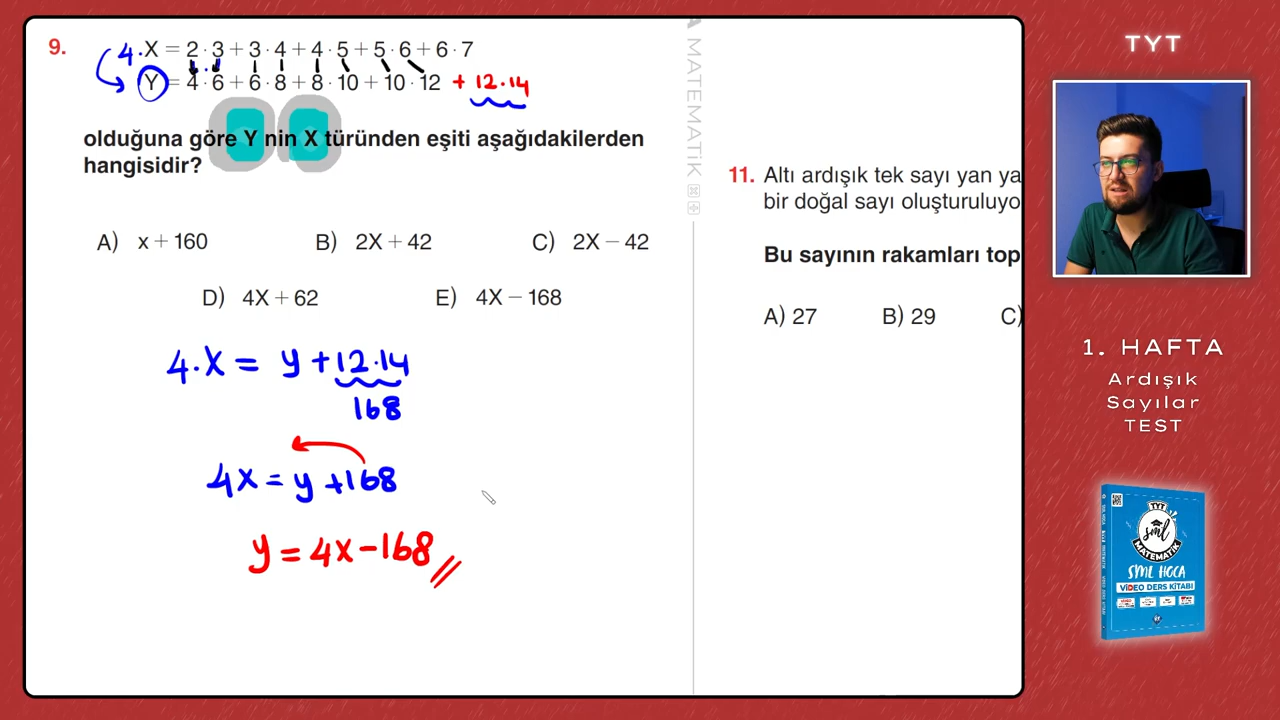 9.
4.X = 2 · 3 + 3 · 4 + 4 · 5 + 5 · 6 + 6 · 7
Y = 4 · 6 + 6 · 8 + 8 · 10 + 10 · 12 + 12.14
olduğuna göre Y nin X türünden eşiti aşağıdakilerden
hangisidir?
A) x + 160
B) 2X + 42
C) 2X − 42
D) 4X + 62
E) 4X − 168
4.X = y + 12.14
168
4X = y + 168
y = 4X − 168
MATEMATİK
11. Altı ardışık tek sayı yan ya
bir doğal sayı oluşturuluyo
Bu sayının rakamları top
A) 27
B) 29
C)
TYT
1. HAFTA
Ardışık
Sayılar
TEST
TYT
SML
MATEMATİK
SML HOCA
VİDEO DERS KİTABI